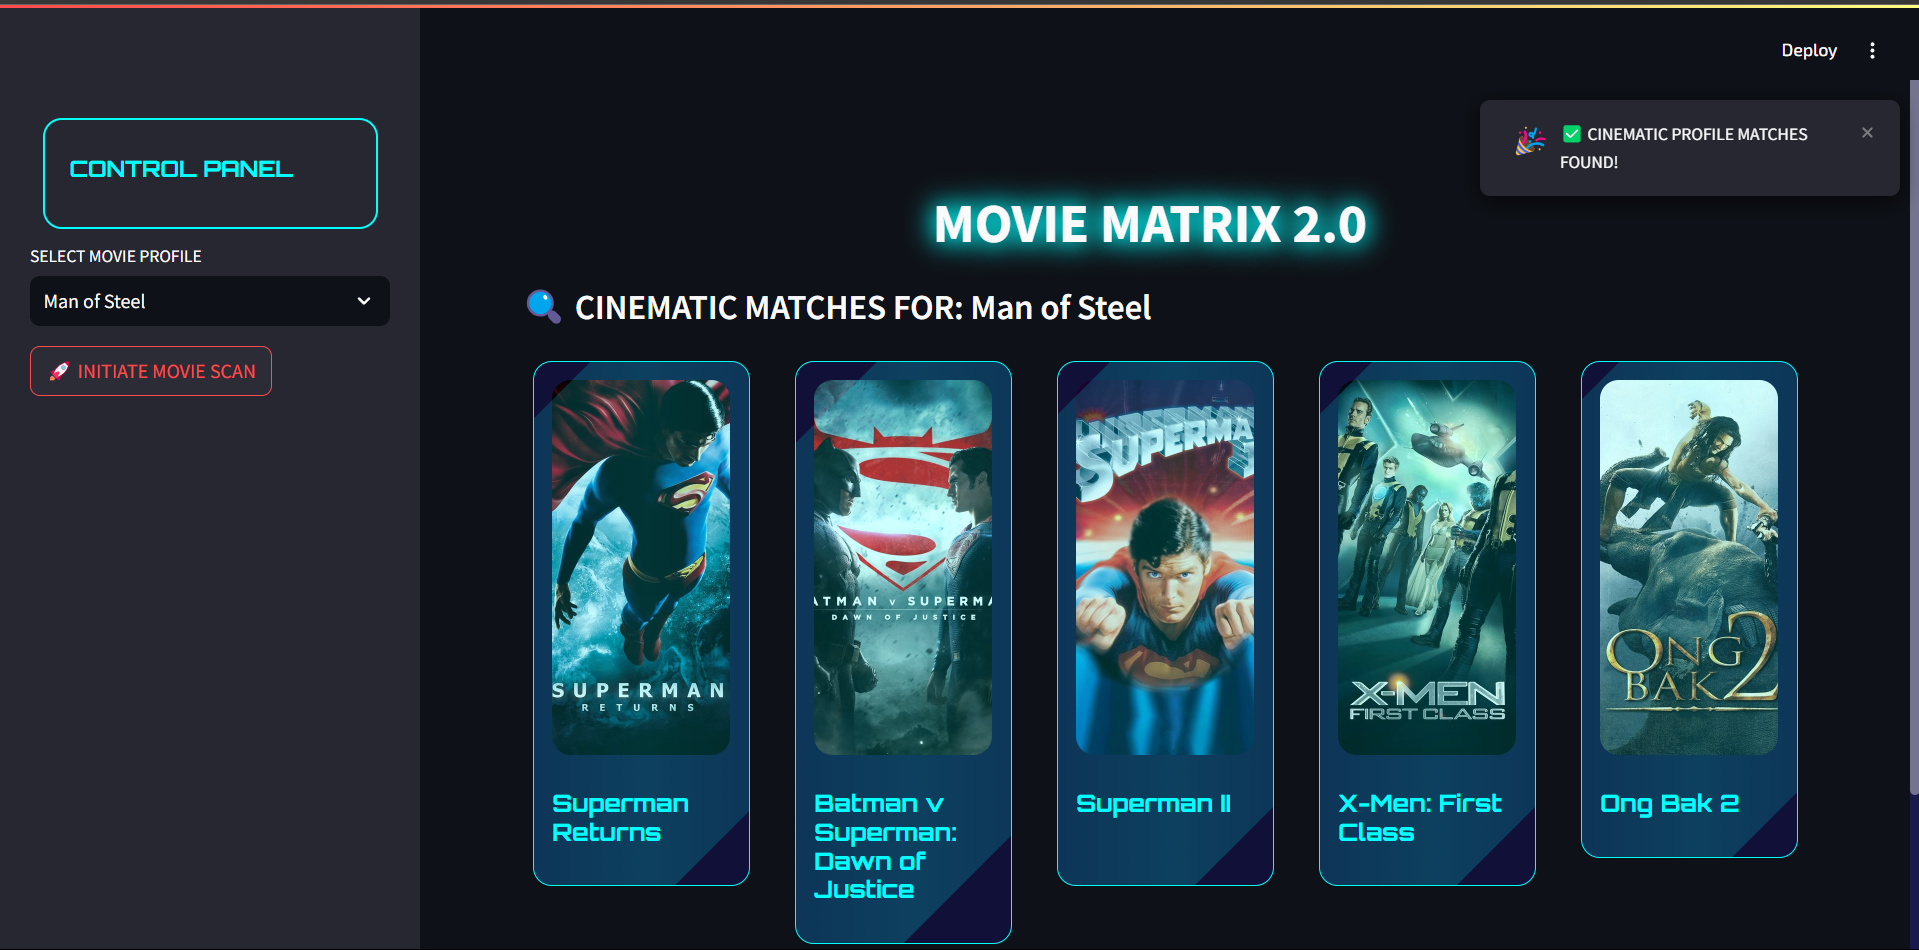 Deploy
CONTROL PANEL
SELECT MOVIE PROFILE
Man of Steel
🚀 INITIATE MOVIE SCAN
✅ CINEMATIC PROFILE MATCHES
FOUND!
MOVIE MATRIX 2.0
CINEMATIC MATCHES FOR: Man of Steel
SUPERMAN
RETURNS
ATMAN v SUPERMA
DAWN OF JUSTICE
SUPERMA
X-MEN
FIRST CLASS
ONG
BAK 2
Superman
Returns
Batman v
Superman:
Dawn of
Justice
Superman II
X-Men: First
Class
Ong Bak 2